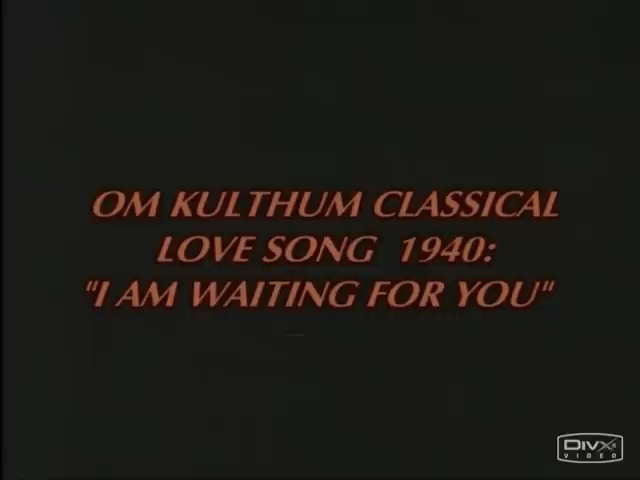 OM KULTHUM CLASSICAL
LOVE SONG 1940:
"I AM WAITING FOR YOU"
DIVX
VIDEO